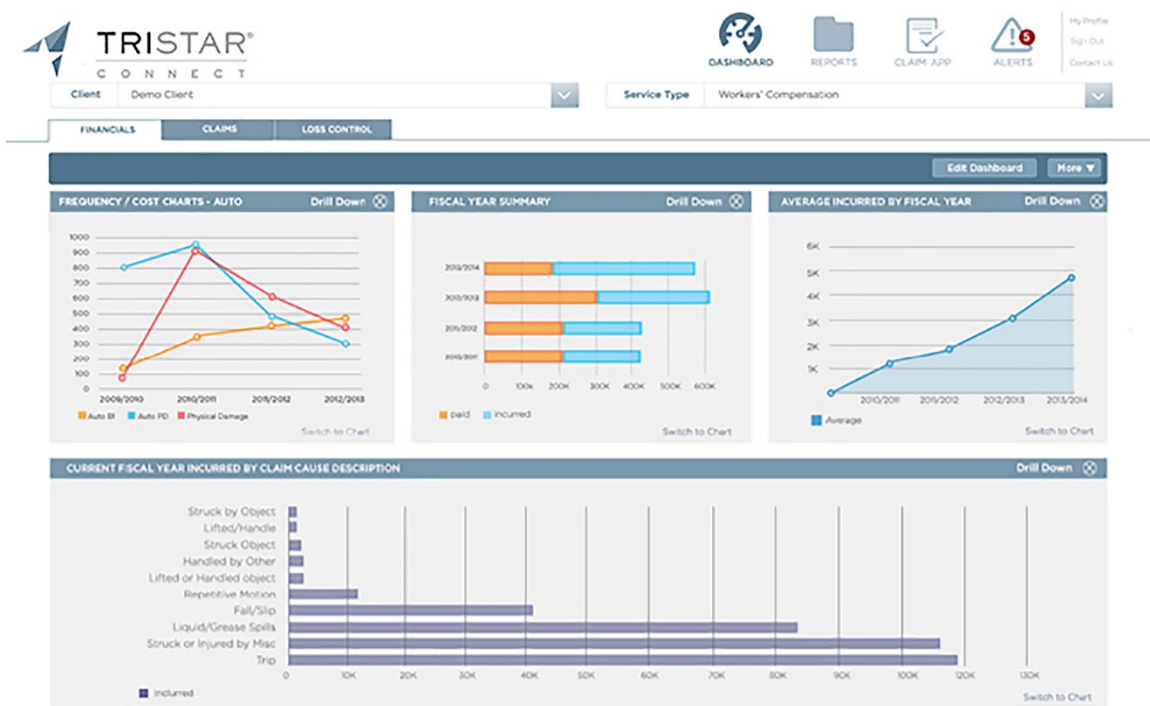 TRISTAR®
CONNECT
DASHBOARD
REPORTS
CLAIM APP
5
ALERTS
My Profile
Sign Out
Contact Us
Client Demo Client
Service Type Workers' Compensation
FINANCIALS CLAIMS LOSS CONTROL
Edit Dashboard More ▼
FREQUENCY / COST CHARTS - AUTO Drill Down
1000
900
800
700
600
500
400
300
200
100
0
2009/2010 2010/2011 2011/2012 2012/2013
Auto BI Auto PD Physical Damage
Switch to Chart
FISCAL YEAR SUMMARY Drill Down
2013/2014
2012/2013
2011/2012
2010/2011
0 100K 200K 300K 400K 500K 600K
paid incurred
Switch to Chart
AVERAGE INCURRED BY FISCAL YEAR Drill Down
6K
5K
4K
3K
2K
1K
2010/2011 2011/2012 2012/2013 2013/2014
Average
Switch to Chart
CURRENT FISCAL YEAR INCURRED BY CLAIM CAUSE DESCRIPTION Drill Down
Struck by Object
Lifted/Handle
Struck Object
Handled by Other
Lifted or Handled object
Repetitive Motion
Fall/Slip
Liquid/Grease Spills
Struck or Injured by Misc
Trip
0 10K 20K 30K 40K 50K 60K 70K 80K 90K 100K 120K 130K
Inclurred
Switch to Chart